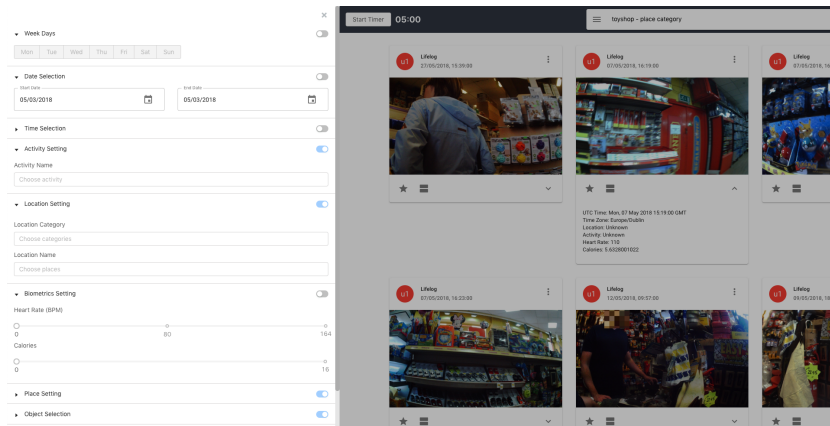 ×
Week Days
Mon Tue Wed Thu Fri Sat Sun
Date Selection
Start Date
05/03/2018
End Date
05/03/2018
Time Selection
Activity Setting
Activity Name
Choose activity
Location Setting
Location Category
Choose categories
Location Name
Choose places
Biometrics Setting
Heart Rate (BPM)
0 80 184
Calories
0 16
Place Setting
Object Selection
Start Timer 05:00
toyshop - place category
u1
Lifelog
27/05/2018, 15:39:00
u1
Lifelog
07/05/2018, 16:19:00
u1
Lifelog
07/05/2018, 16
UTC Time: Mon, 07 May 2018 15:19:00 GMT
Time Zone: Europe/Dublin
Location: Unknown
Activity: Unknown
Heart Rate: 110
Calories: 5.6328001022
u1
Lifelog
07/05/2018, 16:23:00
u1
Lifelog
12/05/2018, 09:57:00
u1
Lifelog
09/05/2018, 18